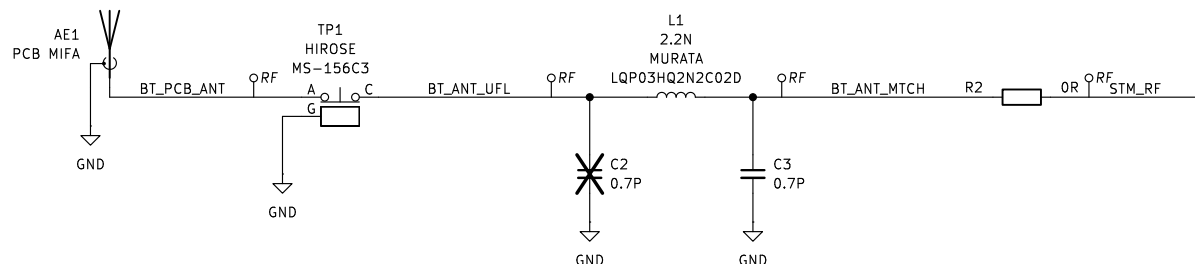 AE1
PCB MIFA
GND
BT_PCB_ANT
RF
TP1
HIROSE
MS-156C3
A
C
G
GND
BT_ANT_UFL
RF
L1
2.2N
MURATA
LQP03HQ2N2C02D
C2
0.7P
GND
C3
0.7P
GND
RF
BT_ANT_MTCH
R2
0R
RF
STM_RF